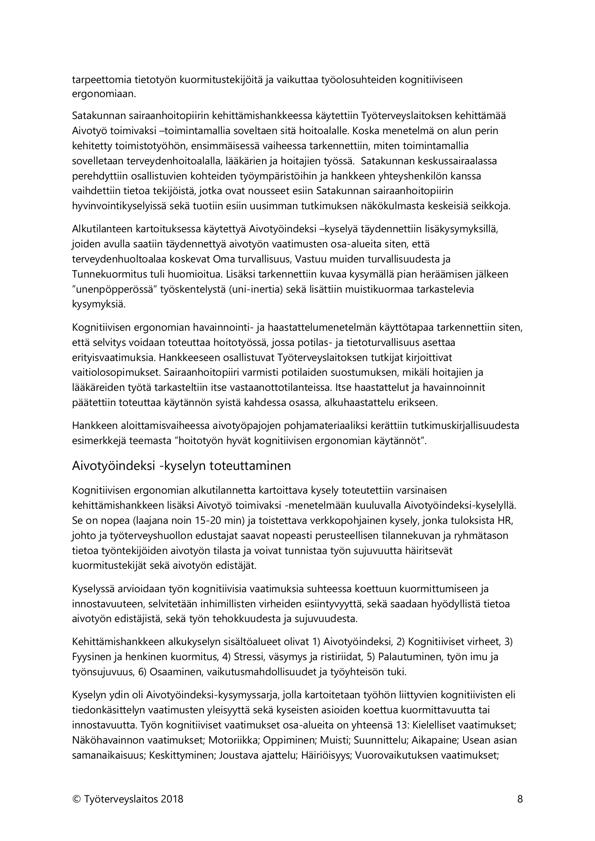 tarpeettomia tietotyön kuormitustekijöitä ja vaikuttaa työolosuhteiden kognitiiviseen
ergonomiaan.
Satakunnan sairaanhoitopiirin kehittämishankkeessa käytettiin Työterveyslaitoksen kehittämää
Aivotyö toimivaksi –toimintamallia soveltaen sitä hoitoalalle. Koska menetelmä on alun perin
kehitetty toimistotyöhön, ensimmäisessä vaiheessa tarkennettiin, miten toimintamallia
sovelletaan terveydenhoitoalalla, lääkärien ja hoitajien työssä.  Satakunnan keskussairaalassa
perehdyttiin osallistuvien kohteiden työympäristöihin ja hankkeen yhteyshenkilön kanssa
vaihdettiin tietoa tekijöistä, jotka ovat nousseet esiin Satakunnan sairaanhoitopiirin
hyvinvointikyselyissä sekä tuotiin esiin uusimman tutkimuksen näkökulmasta keskeisiä seikkoja.
Alkutilanteen kartoituksessa käytettyä Aivotyöindeksi –kyselyä täydennettiin lisäkysymyksillä,
joiden avulla saatiin täydennettyä aivotyön vaatimusten osa-alueita siten, että
terveydenhuoltoalaa koskevat Oma turvallisuus, Vastuu muiden turvallisuudesta ja
Tunnekuormitus tuli huomioitua. Lisäksi tarkennettiin kuvaa kysymällä pian heräämisen jälkeen
”unenpöpperössä” työskentelystä (uni-inertia) sekä lisättiin muistikuormaa tarkastelevia
kysymyksiä.
Kognitiivisen ergonomian havainnointi- ja haastattelumenetelmän käyttötapaa tarkennettiin siten,
että selvitys voidaan toteuttaa hoitotyössä, jossa potilas- ja tietoturvallisuus asettaa
erityisvaatimuksia. Hankkeeseen osallistuvat Työterveyslaitoksen tutkijat kirjoittivat
vaitiolosopimukset. Sairaanhoitopiiri varmisti potilaiden suostumuksen, mikäli hoitajien ja
lääkäreiden työtä tarkasteltiin itse vastaanottotilanteissa. Itse haastattelut ja havainnoinnit
päätettiin toteuttaa käytännön syistä kahdessa osassa, alkuhaastattelu erikseen.
Hankkeen aloittamisvaiheessa aivotyöpajojen pohjamateriaaliksi kerättiin tutkimuskirjallisuudesta
esimerkkejä teemasta ”hoitotyön hyvät kognitiivisen ergonomian käytännöt”.
Aivotyöindeksi -kyselyn toteuttaminen
Kognitiivisen ergonomian alkutilannetta kartoittava kysely toteutettiin varsinaisen
kehittämishankkeen lisäksi Aivotyö toimivaksi -menetelmään kuuluvalla Aivotyöindeksi-kyselyllä.
Se on nopea (laajana noin 15-20 min) ja toistettava verkkopohjainen kysely, jonka tuloksista HR,
johto ja työterveyshuollon edustajat saavat nopeasti perusteellisen tilannekuvan ja ryhmätason
tietoa työntekijöiden aivotyön tilasta ja voivat tunnistaa työn sujuvuutta häiritsevät
kuormitustekijät sekä aivotyön edistäjät.
Kyselyssä arvioidaan työn kognitiivisia vaatimuksia suhteessa koettuun kuormittumiseen ja
innostavuuteen, selvitetään inhimillisten virheiden esiintyvyyttä, sekä saadaan hyödyllistä tietoa
aivotyön edistäjistä, sekä työn tehokkuudesta ja sujuvuudesta.
Kehittämishankkeen alkukyselyn sisältöalueet olivat 1) Aivotyöindeksi, 2) Kognitiiviset virheet, 3)
Fyysinen ja henkinen kuormitus, 4) Stressi, väsymys ja ristiriidat, 5) Palautuminen, työn imu ja
työnsujuvuus, 6) Osaaminen, vaikutusmahdollisuudet ja työyhteisön tuki.
Kyselyn ydin oli Aivotyöindeksi-kysymyssarja, jolla kartoitetaan työhön liittyvien kognitiivisten eli
tiedonkäsittelyn vaatimusten yleisyyttä sekä kyseisten asioiden koettua kuormittavuutta tai
innostavuutta. Työn kognitiiviset vaatimukset osa-alueita on yhteensä 13: Kielelliset vaatimukset;
Näköhavainnon vaatimukset; Motoriikka; Oppiminen; Muisti; Suunnittelu; Aikapaine; Usean asian
samanaikaisuus; Keskittyminen; Joustava ajattelu; Häiriöisyys; Vuorovaikutuksen vaatimukset;
© Työterveyslaitos 2018
8